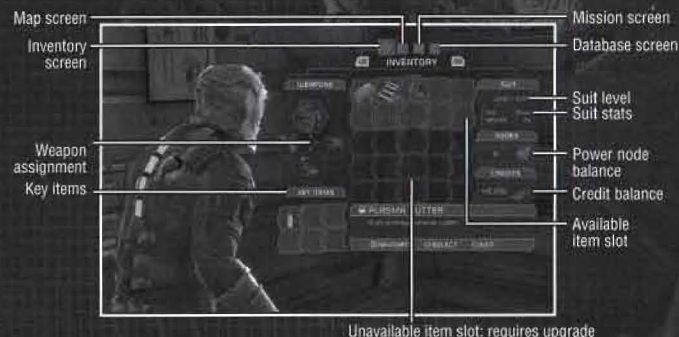 Map screen
Mission screen
Inventory
screen
Database screen
INVENTORY
WEAPONS
SUIT
Suit level
Suit stats
NODES
Weapon
assignment
Power node
balance
CREDITS
Key items
KEY ITEMS
Credit balance
PLASMA CUTTER
Available
item slot
Unavailable item slot; requires upgrade